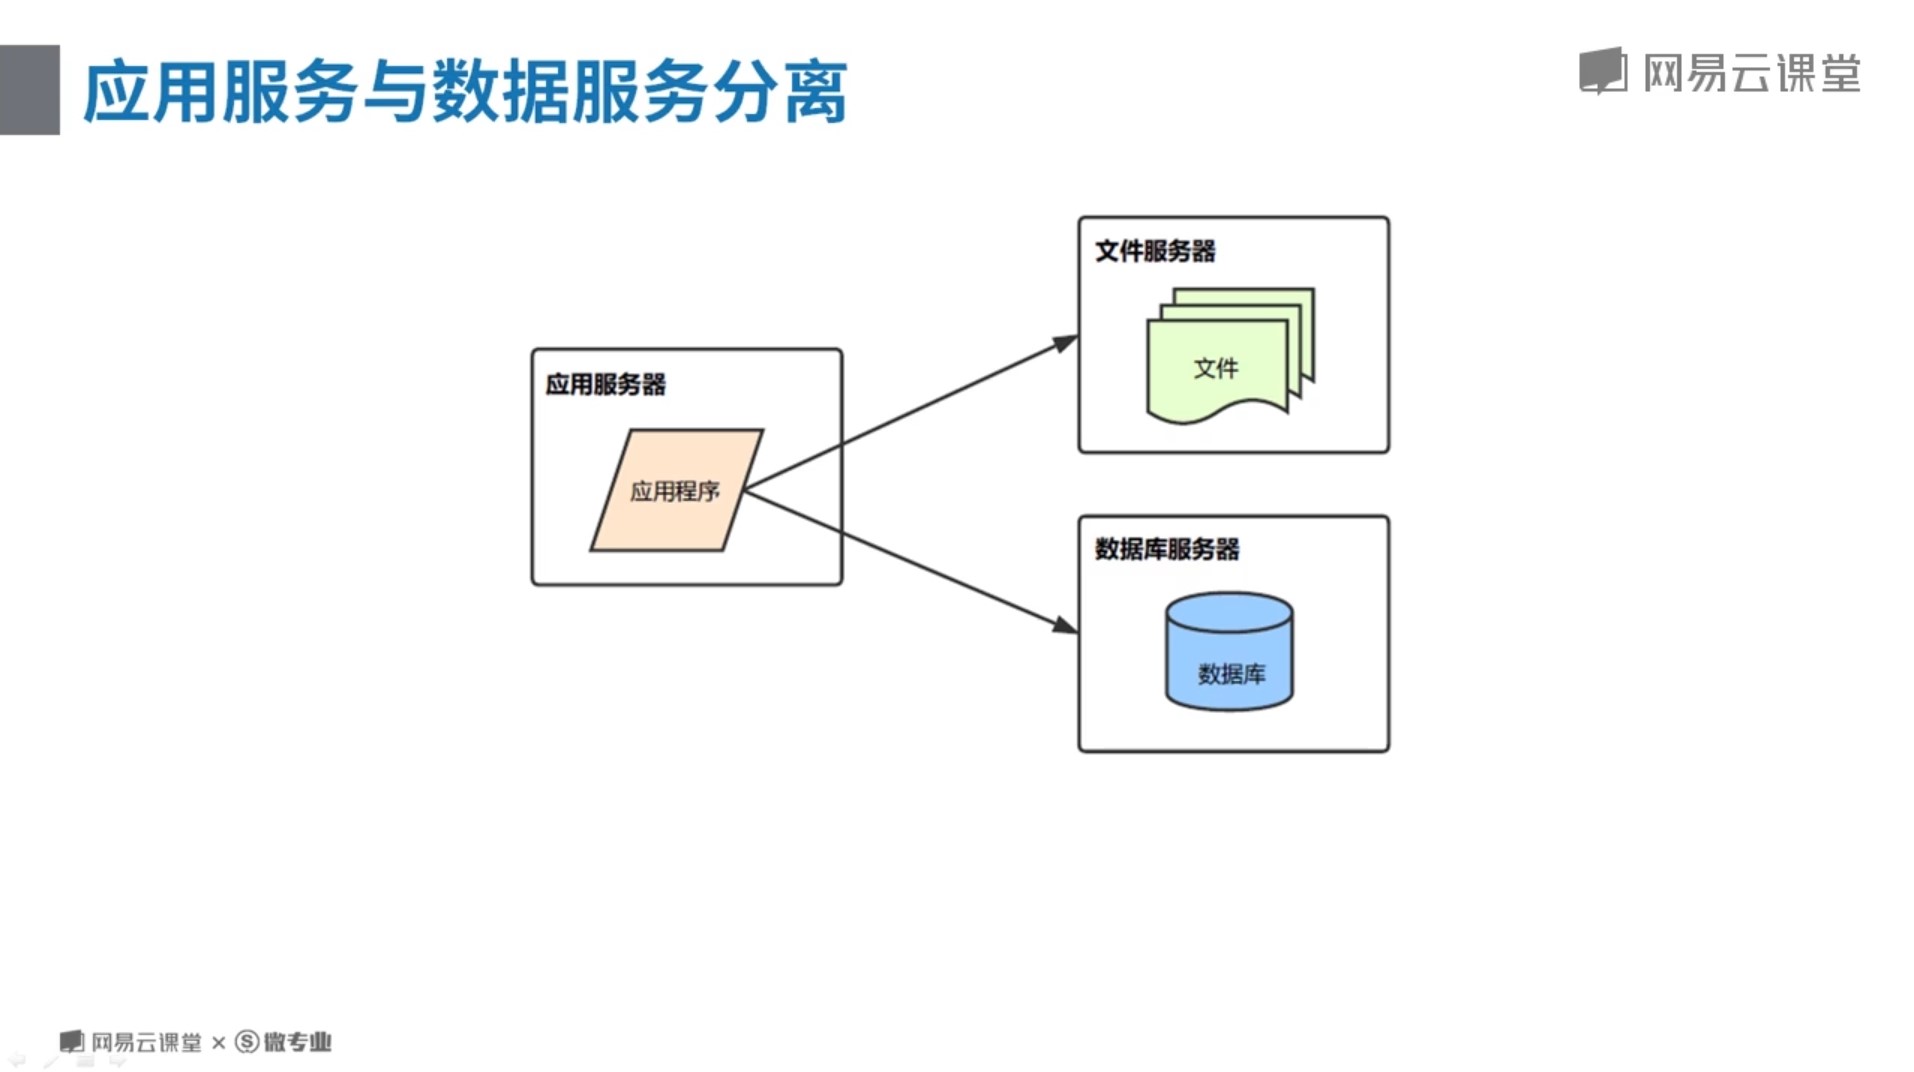 应用服务与数据服务分离
网易云课堂
文件服务器
文件
应用服务器
应用程序
数据库服务器
数据库
网易云课堂 × Ⓢ 微专业